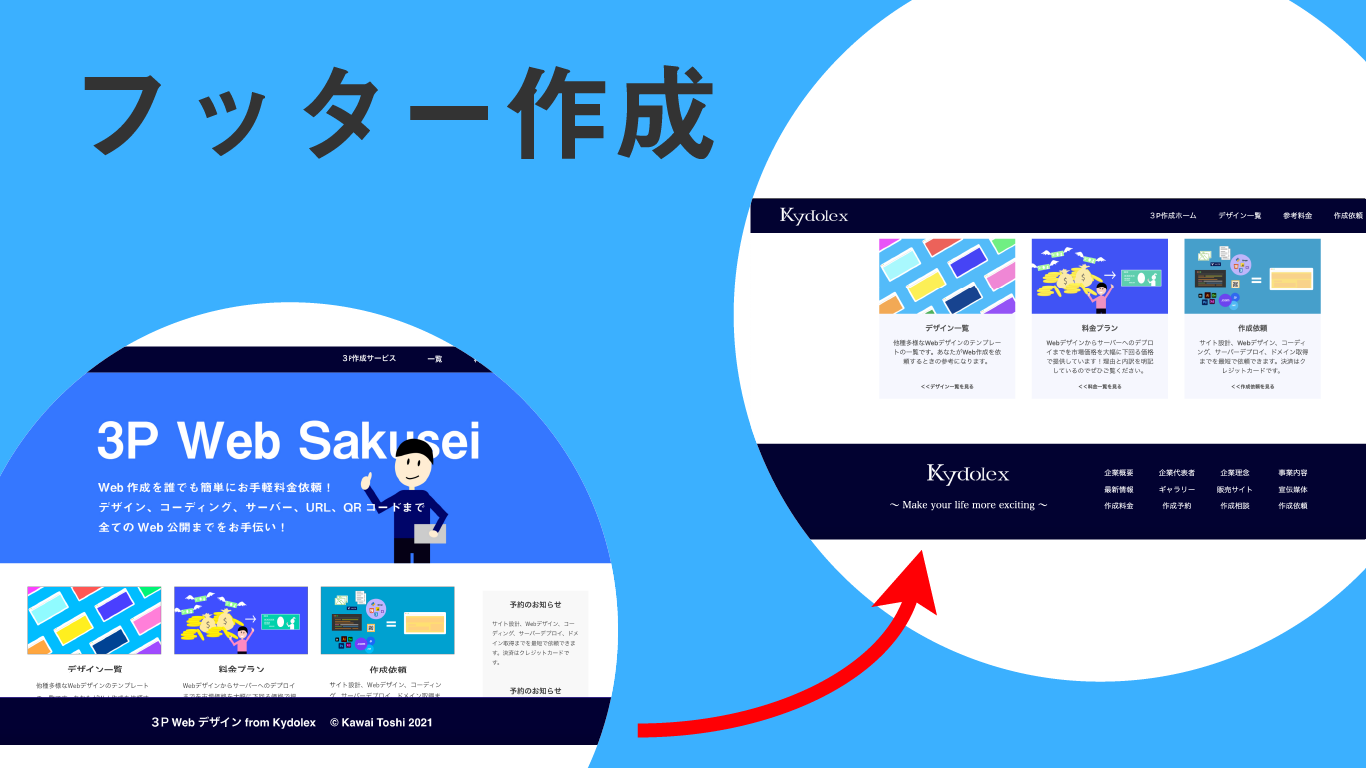 フッター作成
Kydolex
3P作成ホーム
デザイン一覧
参考料金
作成依頼
デザイン一覧
他種多様なWebデザインのテンプレー
トの一覧です。あなたがWeb作成を依
頼するときの参考になります。
<<デザイン一覧を見る
料金プラン
Webデザインからサーバーへのデプロ
イまでを市場価格を大幅に下回る価格
で提供しています！理由と内訳を明記
しているのでぜひご覧ください。
<<料金一覧を見る
作成依頼
サイト設計、Webデザイン、コーディ
ング、サーバーデプロイ、ドメイン取得
までを最短で依頼できます。決済はク
レジットカードです。
<<作成依頼を見る
Kydolex
～ Make your life more exciting ～
企業概要 企業代表者 企業理念 事業内容
最新情報 ギャラリー 販売サイト 宣伝媒体
作成料金 作成予約 作成相談 作成依頼
3P作成サービス
一覧
3P Web Sakusei
Web 作成を誰でも簡単にお手軽料金依頼！
デザイン、コーディング、サーバー、URL、QR コードまで
全ての Web 公開までをお手伝い！
デザイン一覧
他種多様なWebデザインのテンプレート
料金プラン
Webデザインからサーバーへのデプロイ
作成依頼
サイト設計、Webデザイン、コーディン
グ、サーバーデプロイ、ドメイン取得ま
予約のお知らせ
サイト設計、Webデザイン、コー
ディング、サーバーデプロイ、ドメ
イン取得までを最短で依頼できま
す。決済はクレジットカードで
す。
予約のお知らせ
3P Web デザイン from Kydolex © Kawai Toshi 2021